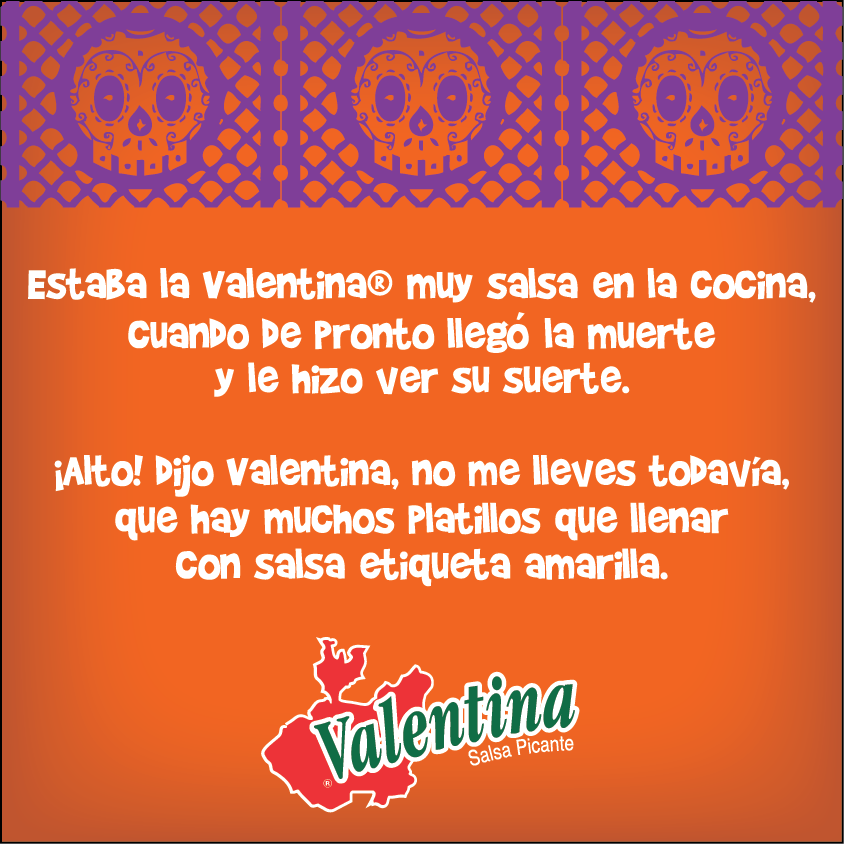 Estaba la Valentina® muy salsa en la cocina,
cuando de pronto llegó la muerte
y le hizo ver su suerte.
¡Alto! Dijo Valentina, no me lleves todavía,
que hay muchos platillos que llenar
con salsa etiqueta amarilla.
Valentina
Salsa Picante
®